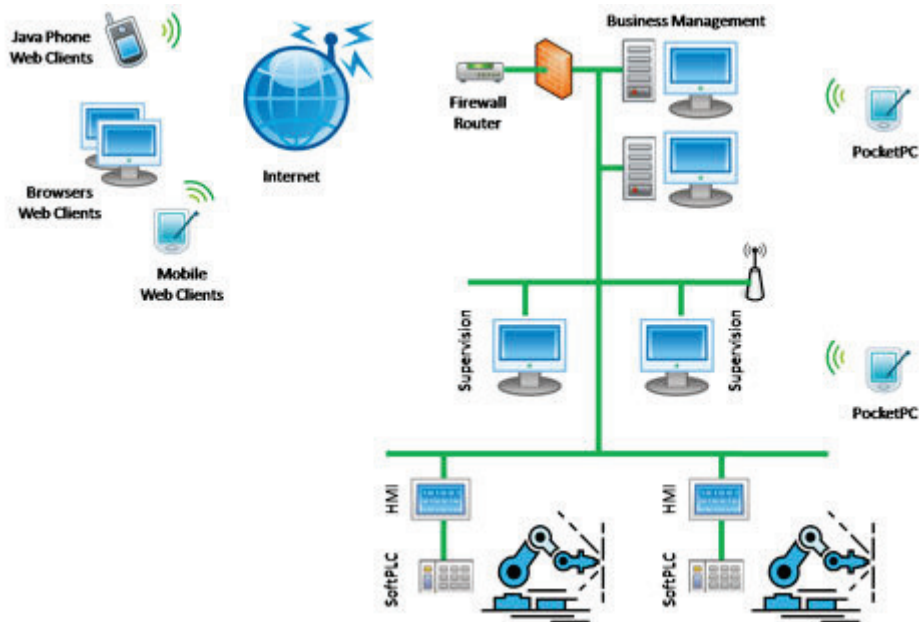 Business Management
Java Phone
Web Clients
Firewall
Router
PocketPC
Internet
Browsers
Web Clients
Mobile
Web Clients
Supervision
Supervision
PocketPC
HMI
HMI
SoftPLC
SoftPLC